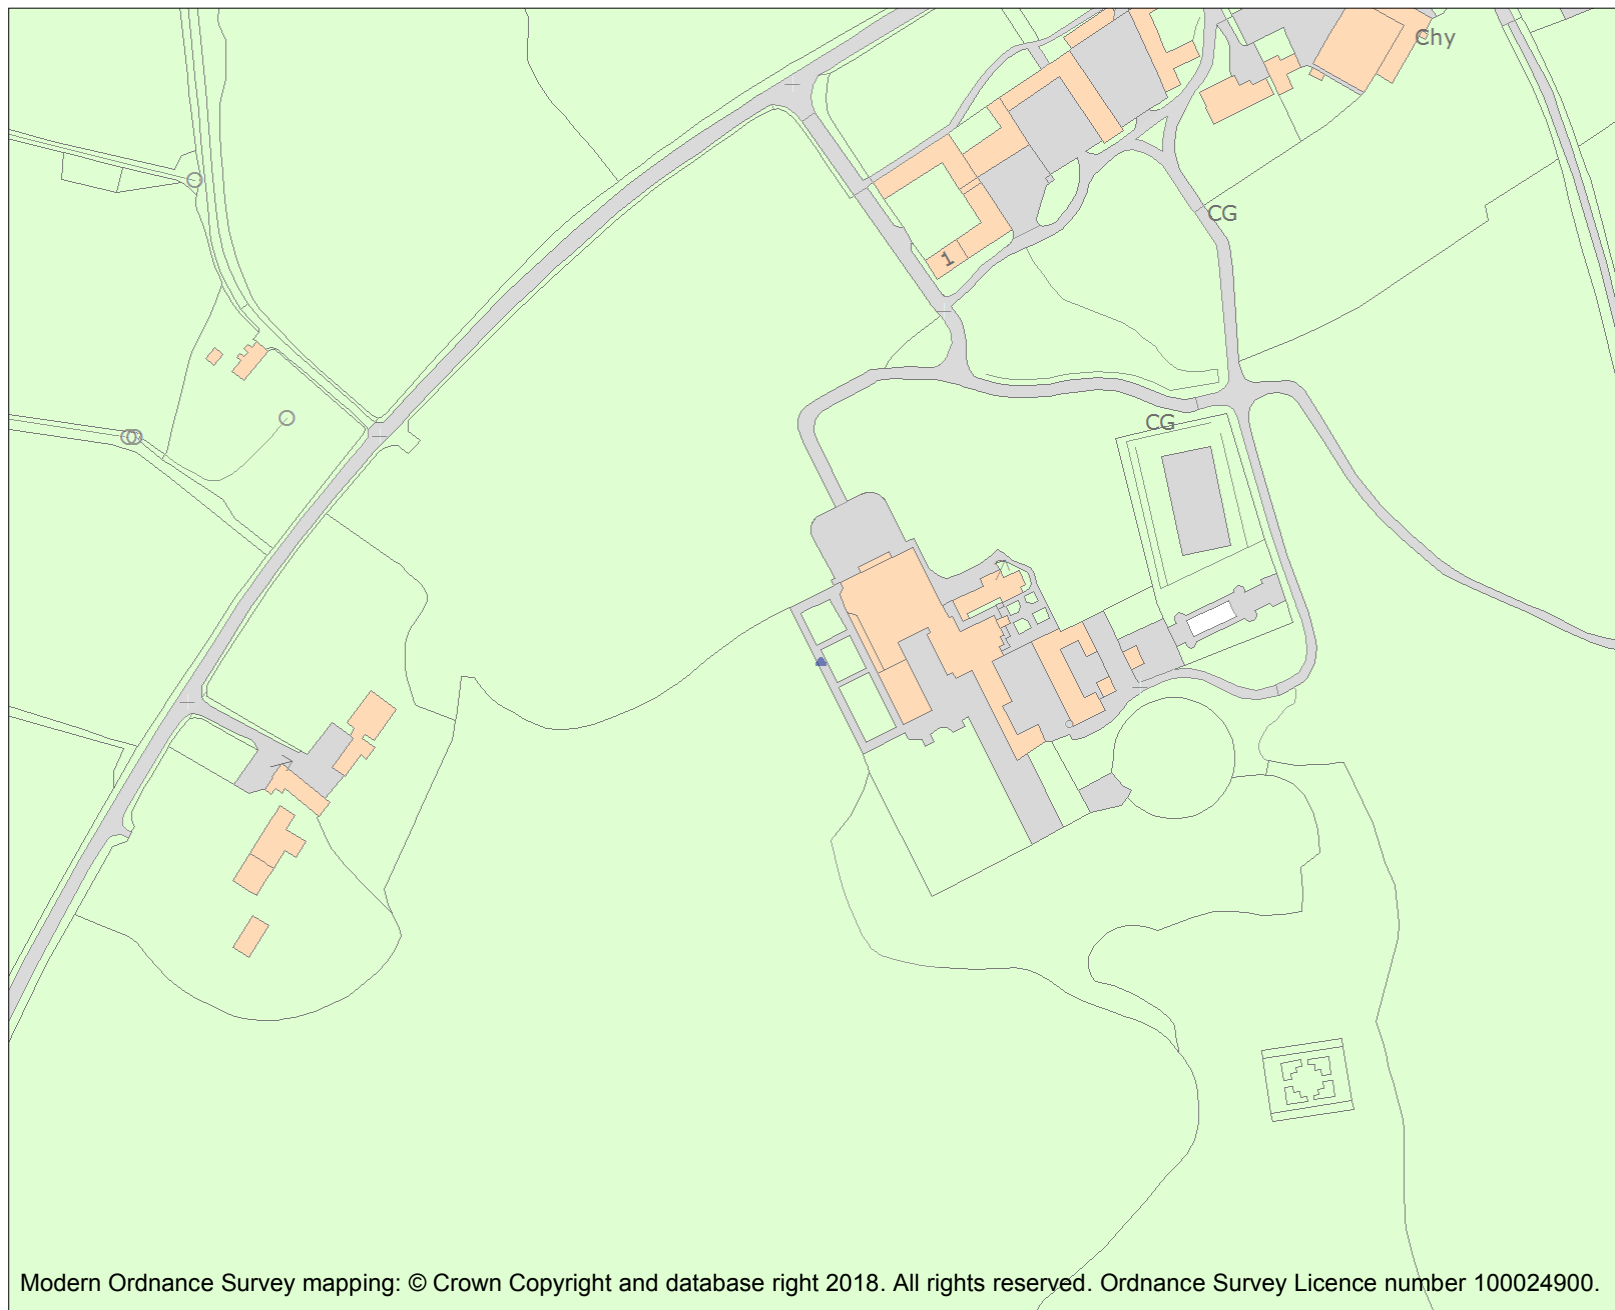 Chy
CG
1
CG
Modern Ordnance Survey mapping: © Crown Copyright and database right 2018. All rights reserved. Ordnance Survey Licence number 100024900.